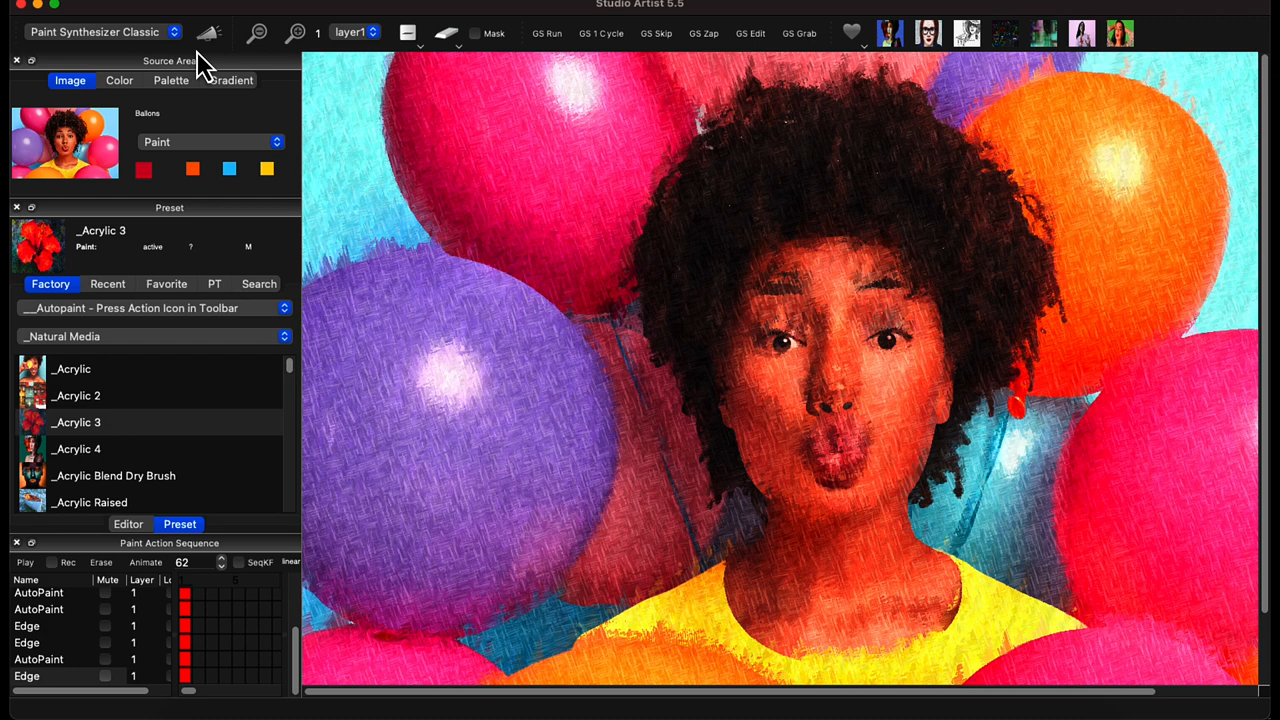 Studio Artist 5.5
Paint Synthesizer Classic
1
layer1
Mask
GS Run
GS 1 Cycle
GS Skip
GS Zap
GS Edit
GS Grab
Source Area
Image Color Palette Gradient
Ballons
Paint
Preset
_Acrylic 3
Paint: active ? M
Factory Recent Favorite PT Search
__Autopaint - Press Action Icon in Toolbar
_Natural Media
_Acrylic
_Acrylic 2
_Acrylic 3
_Acrylic 4
_Acrylic Blend Dry Brush
_Acrylic Raised
Editor Preset
Paint Action Sequence
Play Rec Erase Animate 62 SeqKF linear
Name Mute Layer Lo 1 5
AutoPaint 1
AutoPaint 1
Edge 1
Edge 1
AutoPaint 1
Edge 1